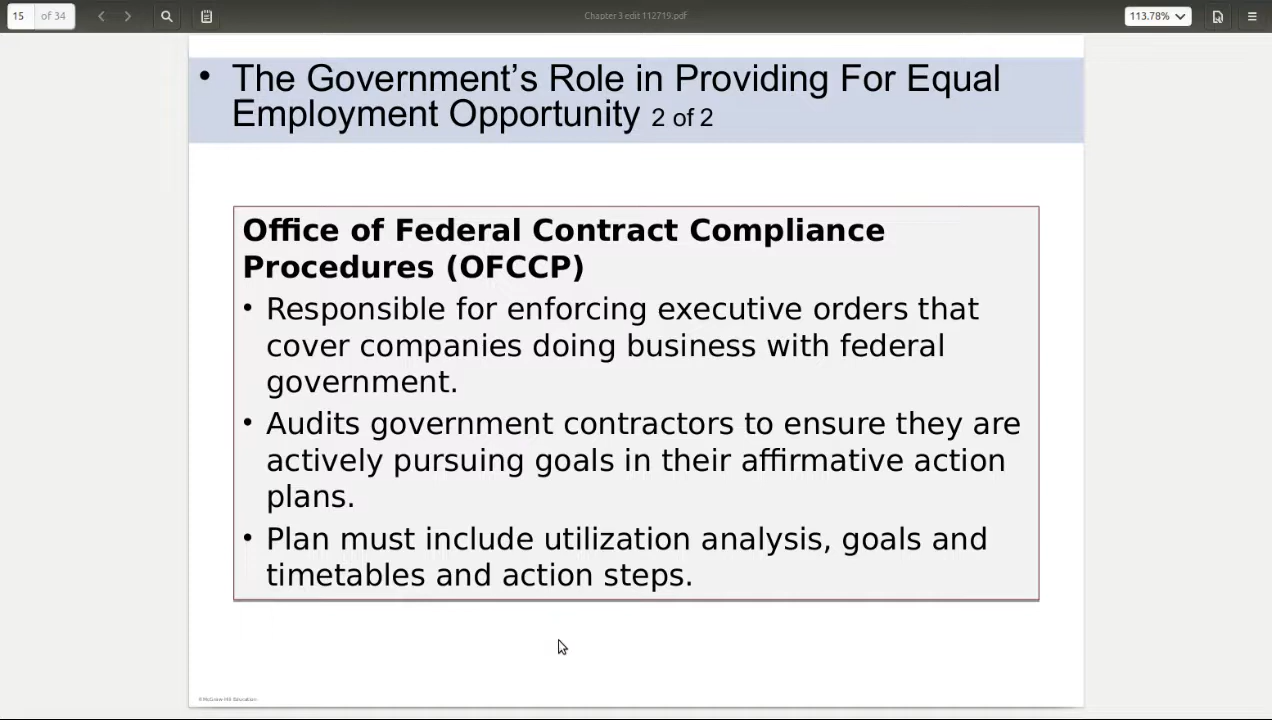 15 of 34
Chapter 3 edit 112719.pdf
113.78%
• The Government’s Role in Providing For Equal
Employment Opportunity 2 of 2
Office of Federal Contract Compliance
Procedures (OFCCP)
• Responsible for enforcing executive orders that
cover companies doing business with federal
government.
• Audits government contractors to ensure they are
actively pursuing goals in their affirmative action
plans.
• Plan must include utilization analysis, goals and
timetables and action steps.
© McGraw Hill Education